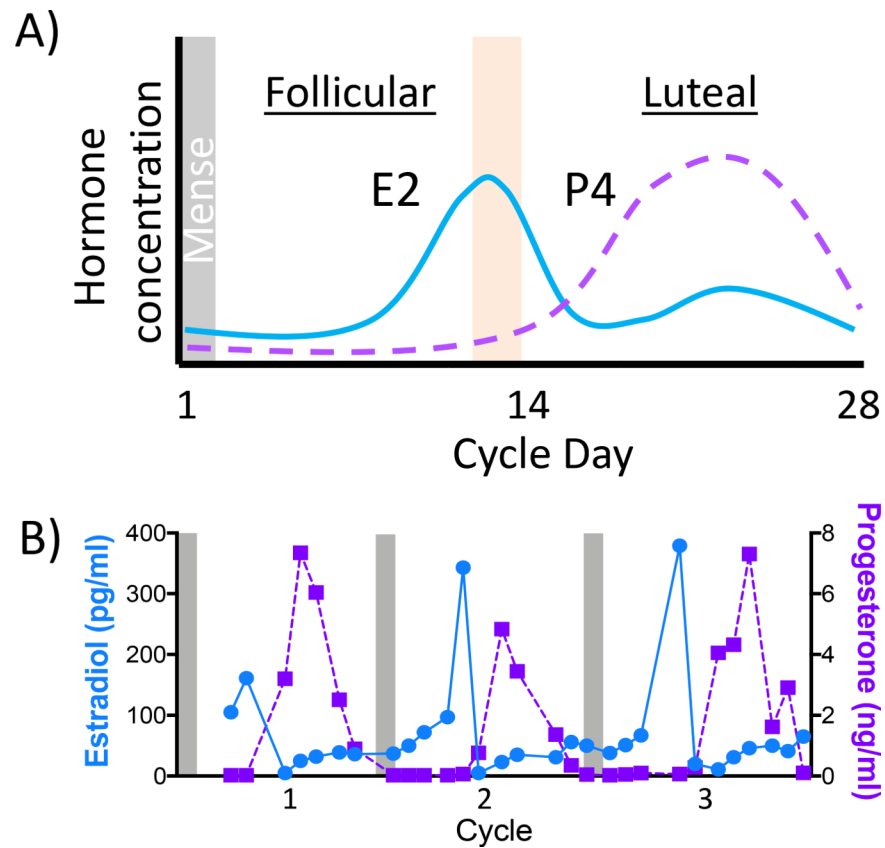 A)
Hormone
concentration
Mense
Follicular
Luteal
E2
P4
1
14
28
Cycle Day
B)
Estradiol (pg/ml)
400
300
200
100
0
8
6
4
2
0
Progesterone (ng/ml)
1
2
3
Cycle